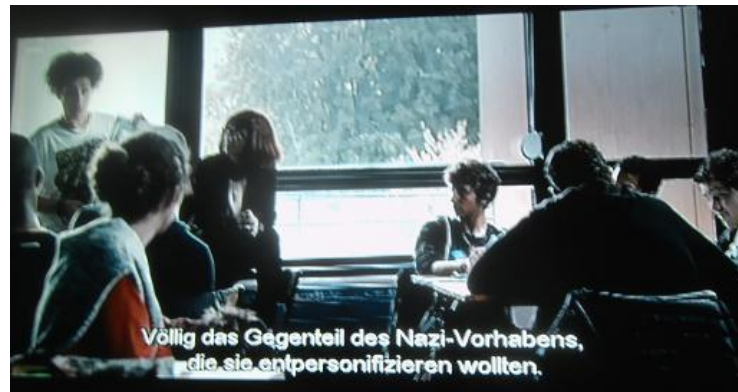 Völlig das Gegenteil des Nazi-Vorhabens,
die sie entpersonifizieren wollten.